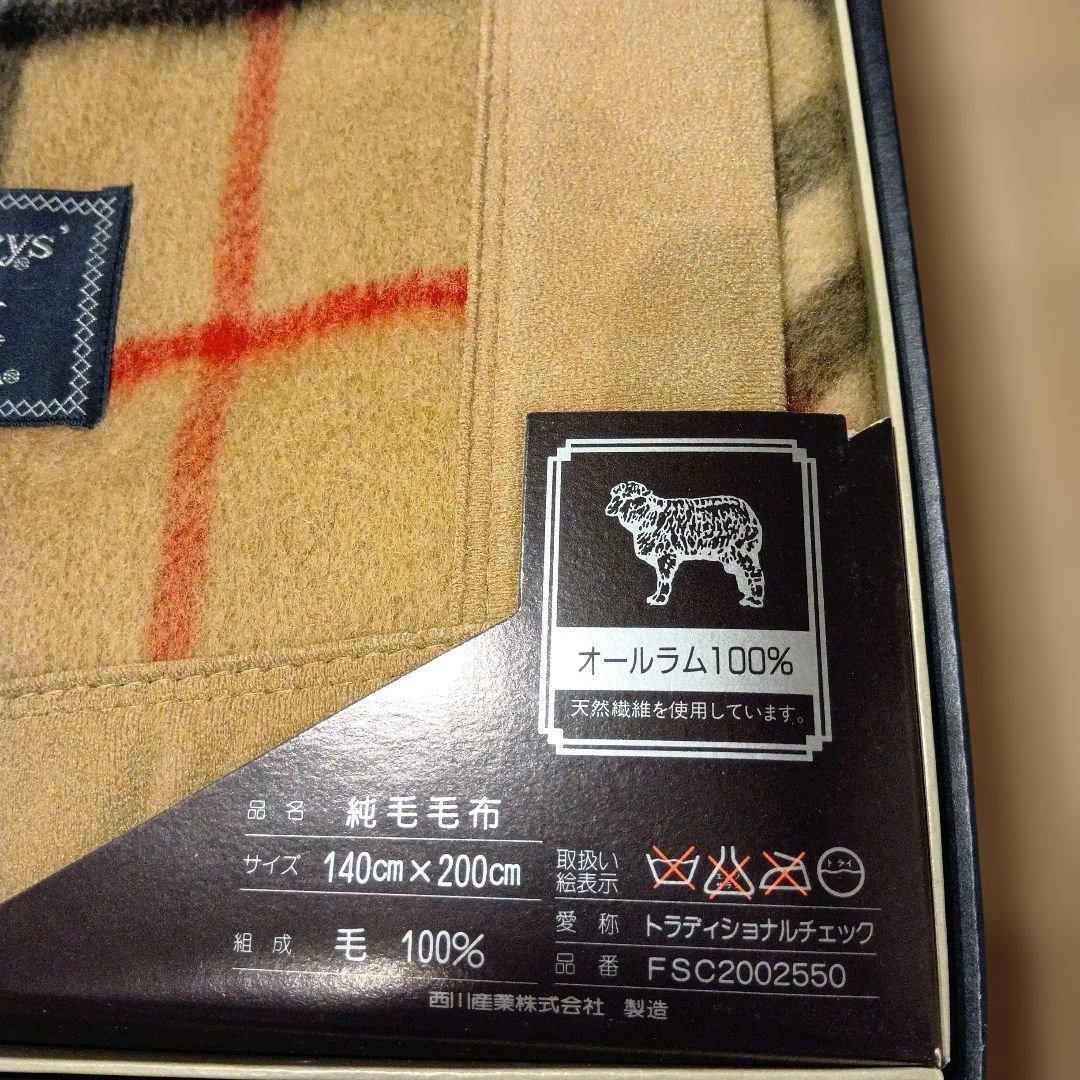 オールラム100%
天然繊維を使用しています。
品名 純毛毛布
サイズ 140cm×200cm
組成 毛 100%
取扱い
絵表示
ドライ
愛称 トラディショナルチェック
品番 FSC2002550
西川産業株式会社 製造